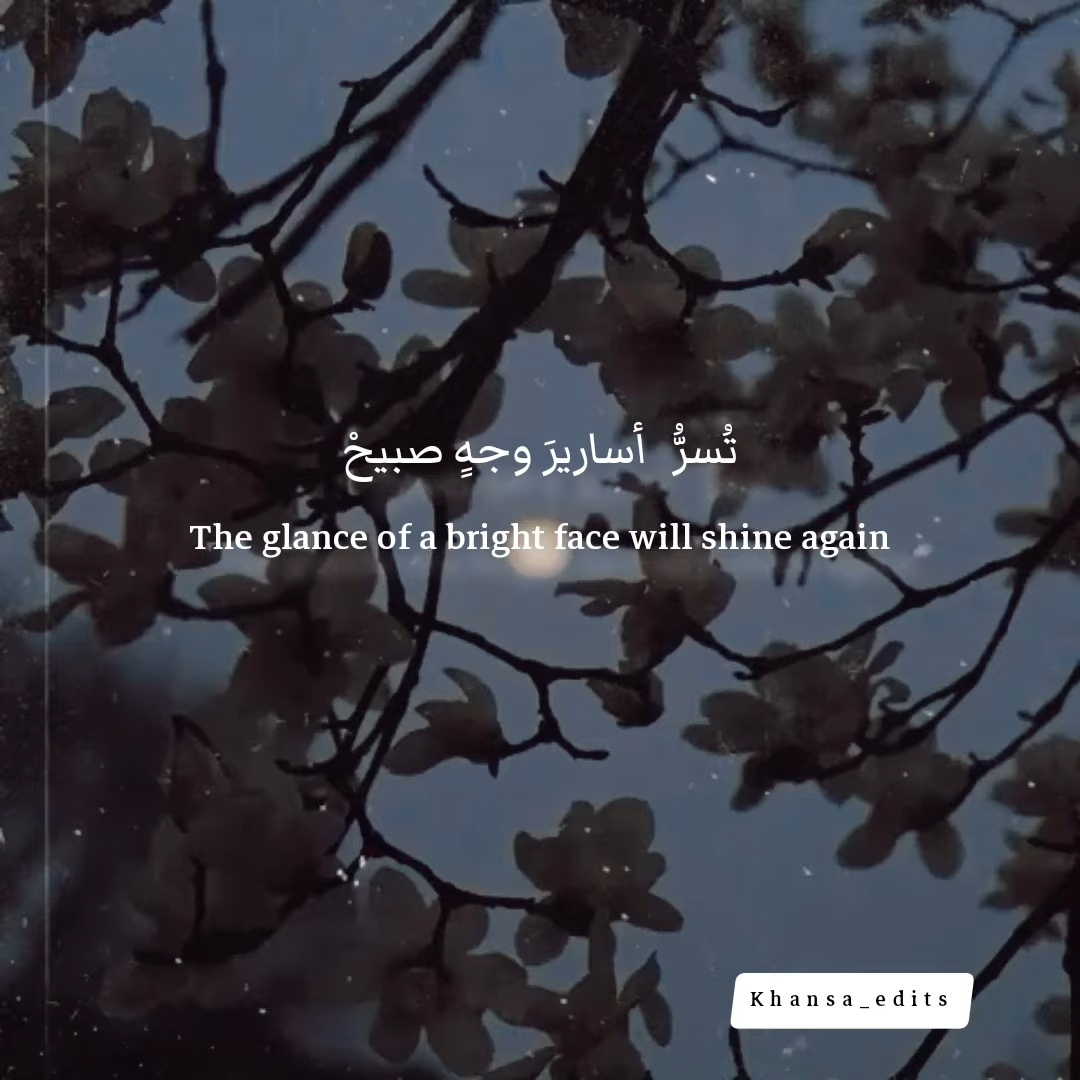 تُسرُّ أساريرَ وجهٍ صبيحْ
The glance of a bright face will shine again
Khansa_edits